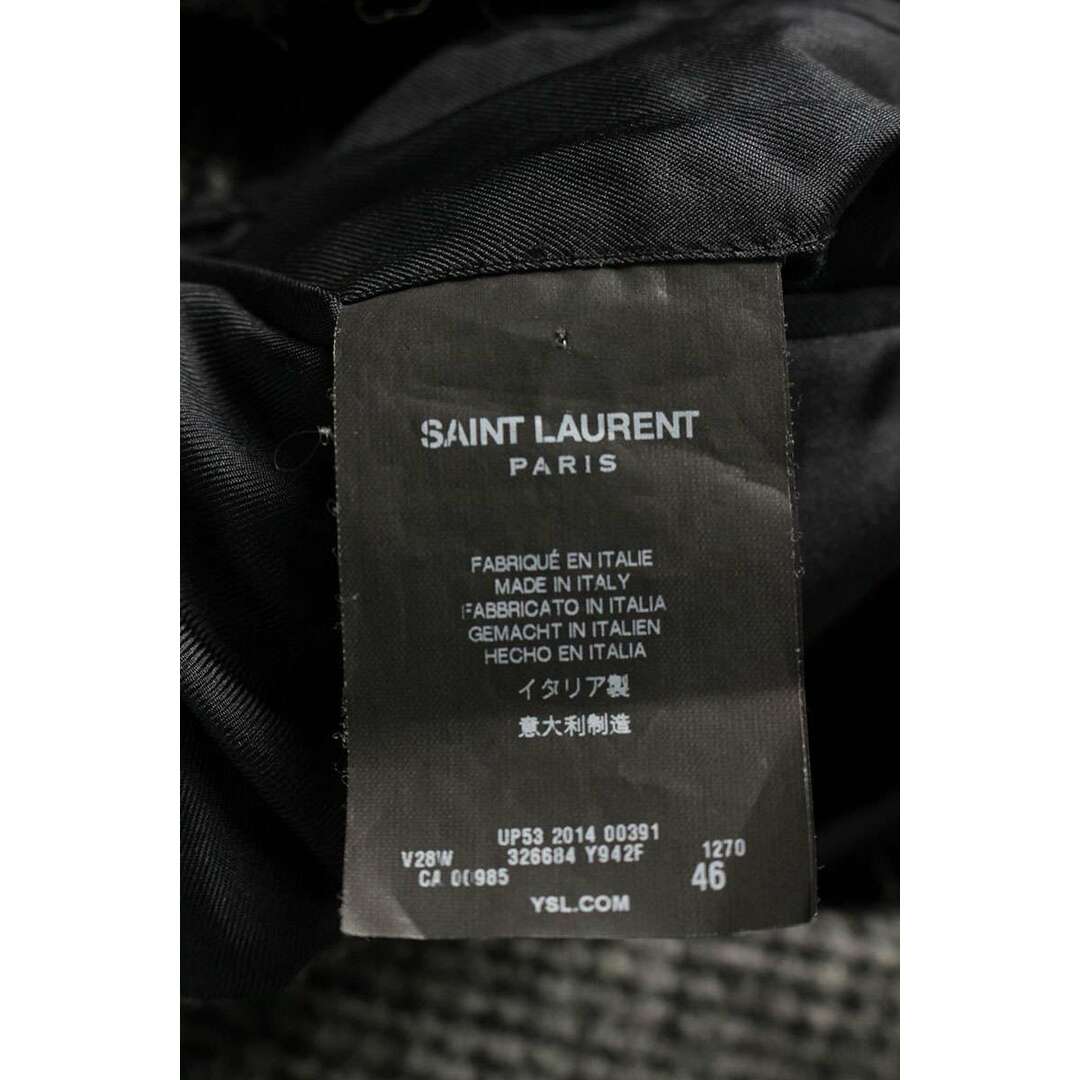 SAINT LAURENT
PARIS
FABRIQUÉ EN ITALIE
MADE IN ITALY
FABBRICATO IN ITALIA
GEMACHT IN ITALIEN
HECHO EN ITALIA
イタリア製
意大利制造
UP53 2014 00391
V28W 326684 Y942F 1270
CA 00985 46
YSL.COM